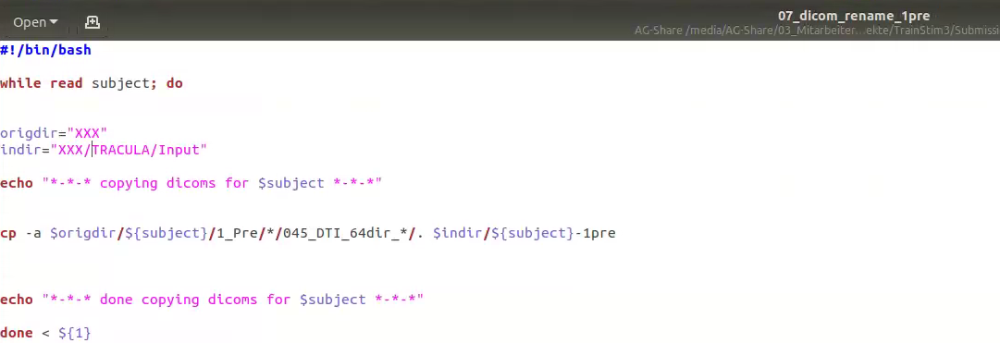 Open
07_dicom_rename_1pre
AG-Share /media/AG-Share/03_Mitarbeiter…ekte/TrainStim3/Submissi
#!/bin/bash
while read subject; do
origdir="XXX"
indir="XXX/TRACULA/Input"
echo "*-*-* copying dicoms for $subject *-*-*"
cp -a $origdir/${subject}/1_Pre/*/045_DTI_64dir_*/. $indir/${subject}-1pre
echo "*-*-* done copying dicoms for $subject *-*-*"
done < ${1}